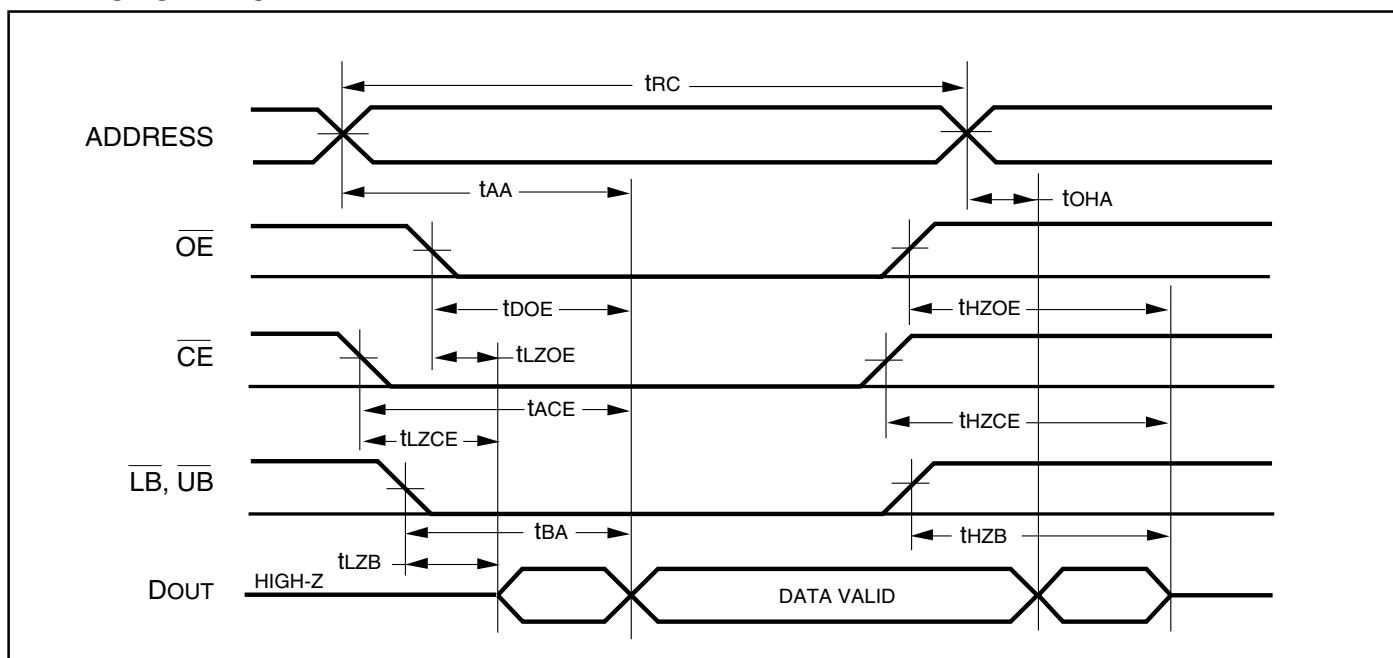 tRC
ADDRESS
tAA
tOHA
OE
tDOE
tHZOE
CE
tLZOE
tACE
tLZCE
tHZCE
LB, UB
tBA
tHZB
tLZB
HIGH-Z
DOUT
DATA VALID